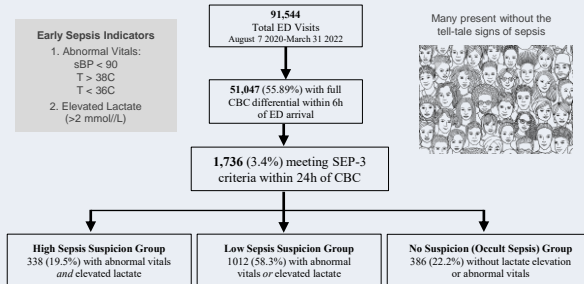 Early Sepsis Indicators
1. Abnormal Vitals:
sBP < 90
T > 38C
T < 36C
2. Elevated Lactate
(>2 mmol//L)
91,544
Total ED Visits
August 7 2020-March 31 2022
Many present without the
tell-tale signs of sepsis
51,047 (55.89%) with full
CBC differential within 6h
of ED arrival
1,736 (3.4%) meeting SEP-3
criteria within 24h of CBC
High Sepsis Suspicion Group
338 (19.5%) with abnormal vitals
and elevated lactate
Low Sepsis Suspicion Group
1012 (58.3%) with abnormal
vitals or elevated lactate
No Suspicion (Occult Sepsis) Group
386 (22.2%) without lactate elevation
or abnormal vitals